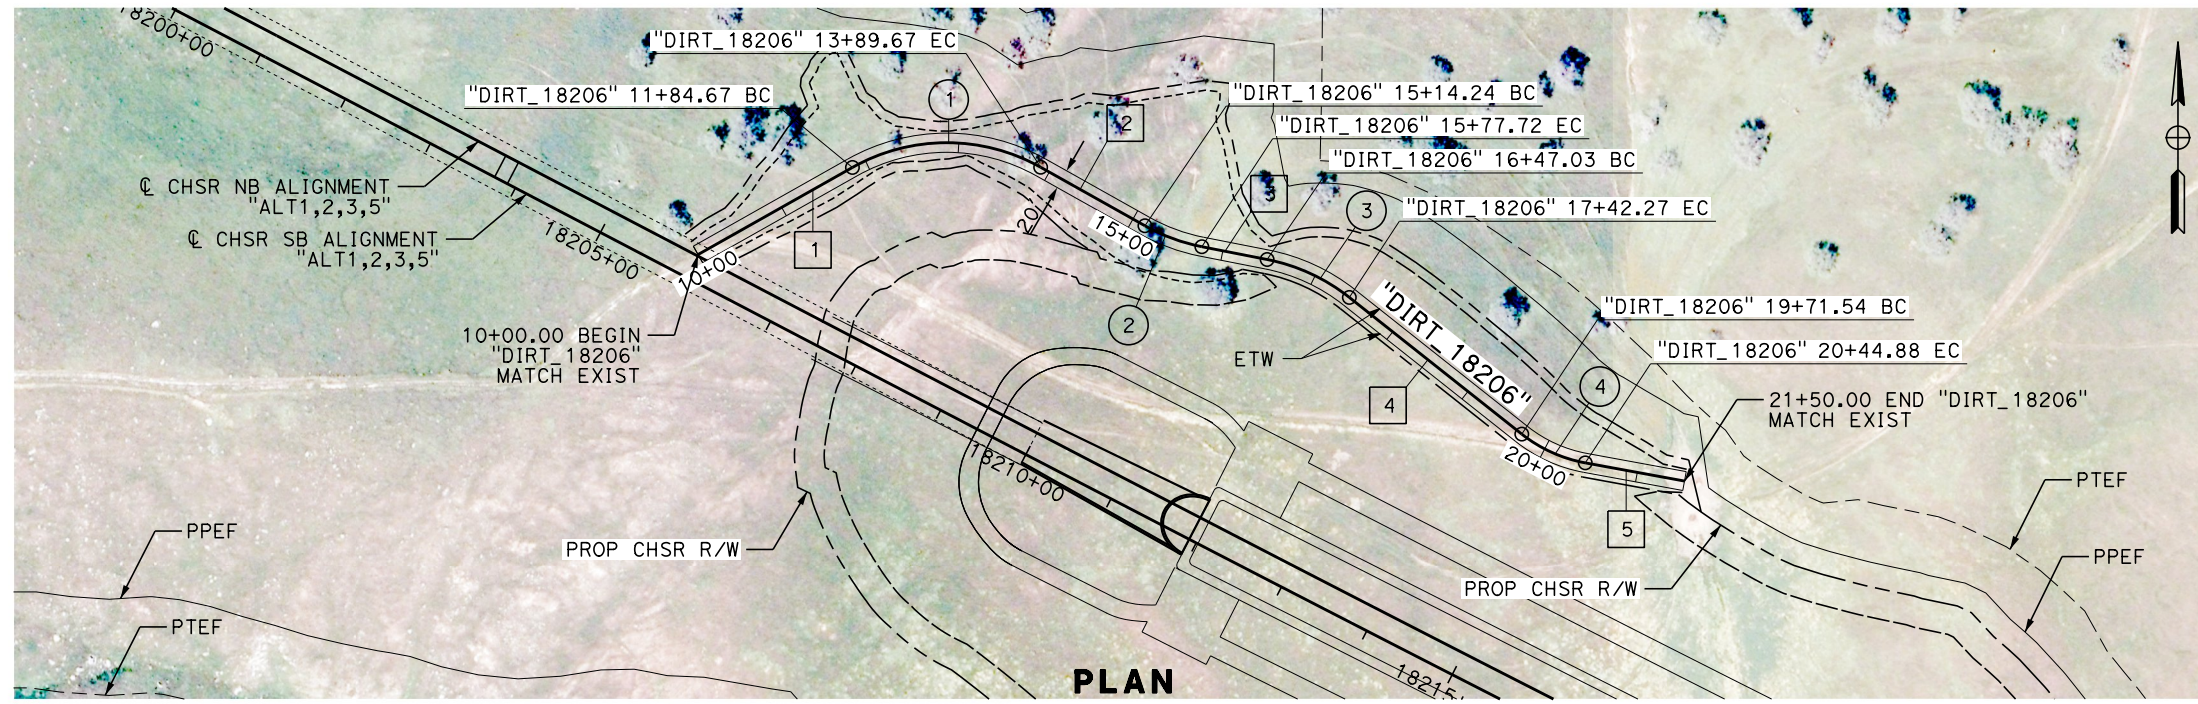 18200+00
"DIRT_18206" 13+89.67 EC
"DIRT_18206" 11+84.67 BC
1
2
"DIRT_18206" 15+14.24 BC
"DIRT_18206" 15+77.72 EC
"DIRT_18206" 16+47.03 BC
3
3
"DIRT_18206" 17+42.27 EC
℄ CHSR NB ALIGNMENT
"ALT1,2,3,5"
℄ CHSR SB ALIGNMENT
"ALT1,2,3,5"
18205+00
10+00
1
20
15+00
2
10+00.00 BEGIN
"DIRT_18206"
MATCH EXIST
ETW
"DIRT_18206"
"DIRT_18206" 19+71.54 BC
"DIRT_18206" 20+44.88 EC
4
4
21+50.00 END "DIRT_18206"
MATCH EXIST
20+00
5
18210+00
PROP CHSR R/W
PROP CHSR R/W
PPEF
PTEF
PTEF
PPEF
18215
PLAN